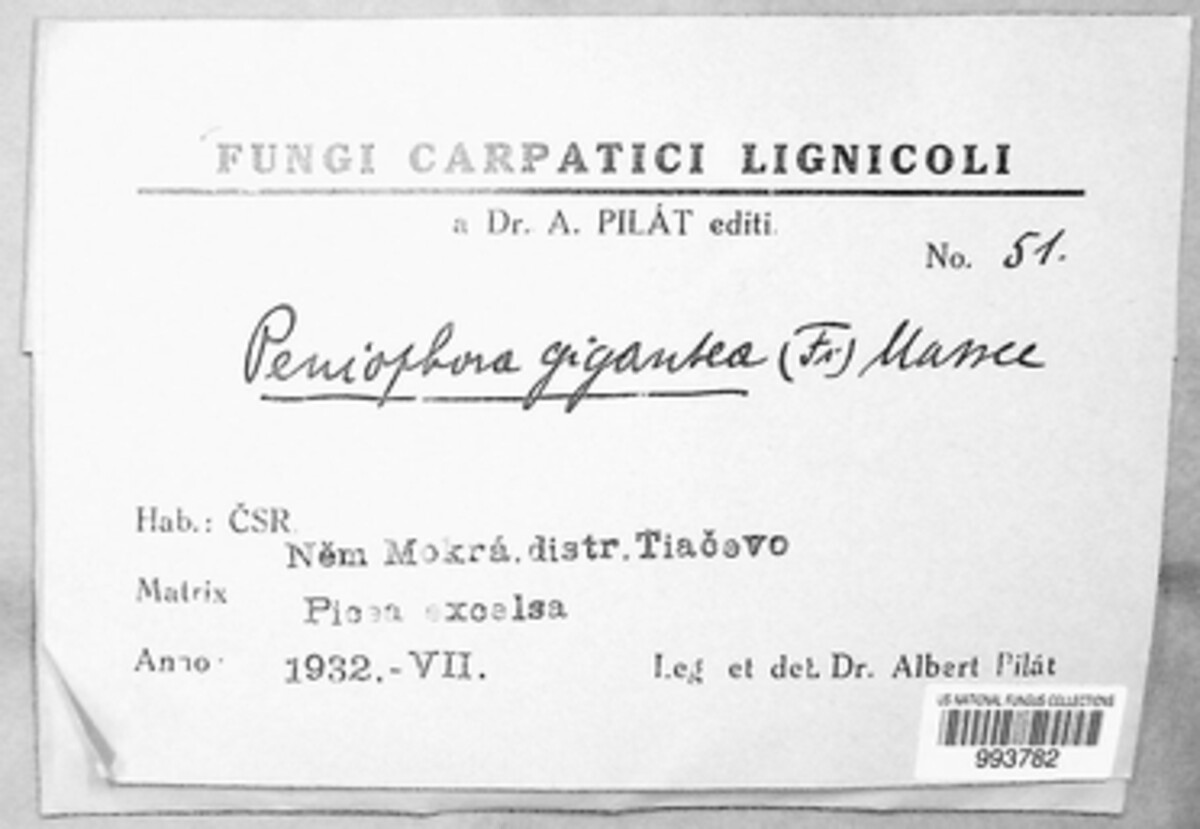 FUNGI CARPATICI LIGNICOLI
a Dr. A. PILÁT editi.
No. 51.
Peniophora gigantea (Fr) Massee
Hab.: ČSR.
Něm Mokrá. distr. Tiačevo
Matrix Picea excelsa
Anno: 1932.-VII. Leg et det. Dr. Albert Pilát
US NATIONAL FUNGUS COLLECTIONS
993782